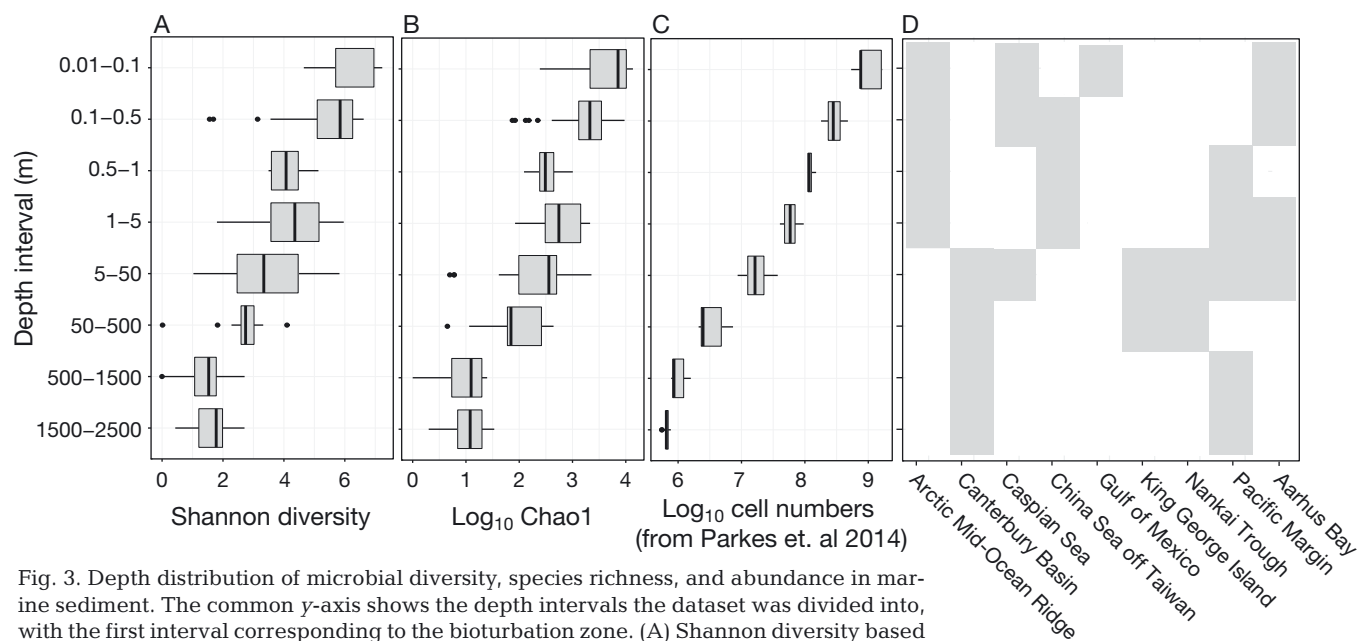 A
B
C
D
Depth interval (m)
0.01–0.1
0.1–0.5
0.5–1
1–5
5–50
50–500
500–1500
1500–2500
0 2 4 6
0 1 2 3 4
6 7 8 9
Shannon diversity
Log10 Chao1
Log10 cell numbers
(from Parkes et. al 2014)
Arctic Mid-Ocean Ridge
Canterbury Basin
Caspian Sea
China Sea off Taiwan
Gulf of Mexico
King George Island
Nankai Trough
Pacific Margin
Aarhus Bay
Fig. 3. Depth distribution of microbial diversity, species richness, and abundance in mar-
ine sediment. The common y-axis shows the depth intervals the dataset was divided into,
with the first interval corresponding to the bioturbation zone. (A) Shannon diversity based